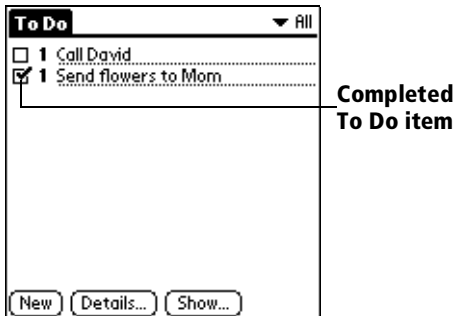 To Do All
1 Call David
1 Send flowers to Mom
Completed
To Do item
New Details... Show...